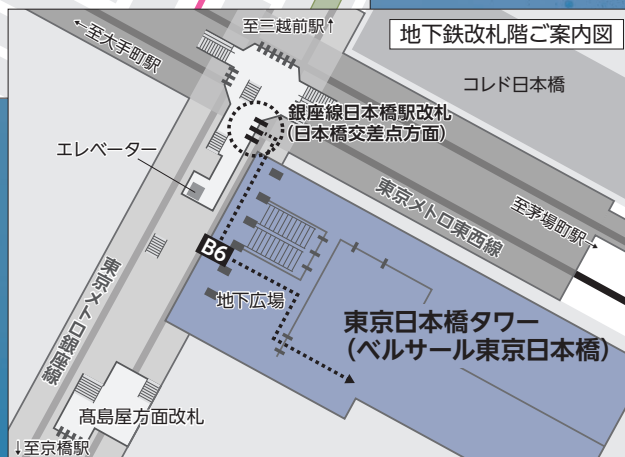 至三越前駅↑
地下鉄改札階ご案内図
←至大手町駅
コレド日本橋
銀座線日本橋駅改札
(日本橋交差点方面)
エレベーター
東京メトロ東西線
至茅場町駅→
B6
地下広場
東京メトロ銀座線
東京日本橋タワー
(ベルサール東京日本橋)
髙島屋方面改札
↓至京橋駅